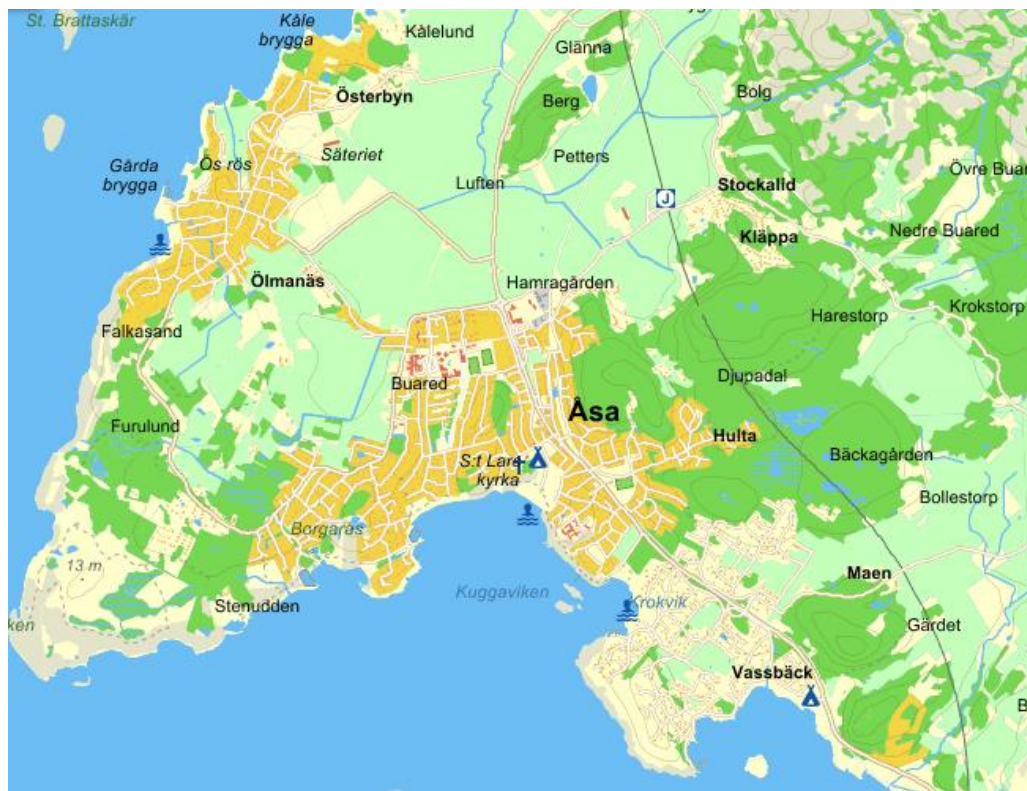 St. Brattaskär
Kåle
brygga
Kålelund
Glänna
Österbyn
Berg
Bolg
Säteriet
Ös rös
Petters
Gårda
brygga
Luften
Stockalid
J
Övre Buar
Kläppa
Nedre Buared
Ölmanäs
Hamragården
Krokstorp
Harestorp
Falkasand
Djupadal
Buared
Åsa
Furulund
Hulta
S:t Lars
kyrka
Bäckagården
Bollestorp
Borgarås
13 m
Maen
Kuggaviken
Krokvik
Stenudden
ken
Gärdet
Vassbäck
B